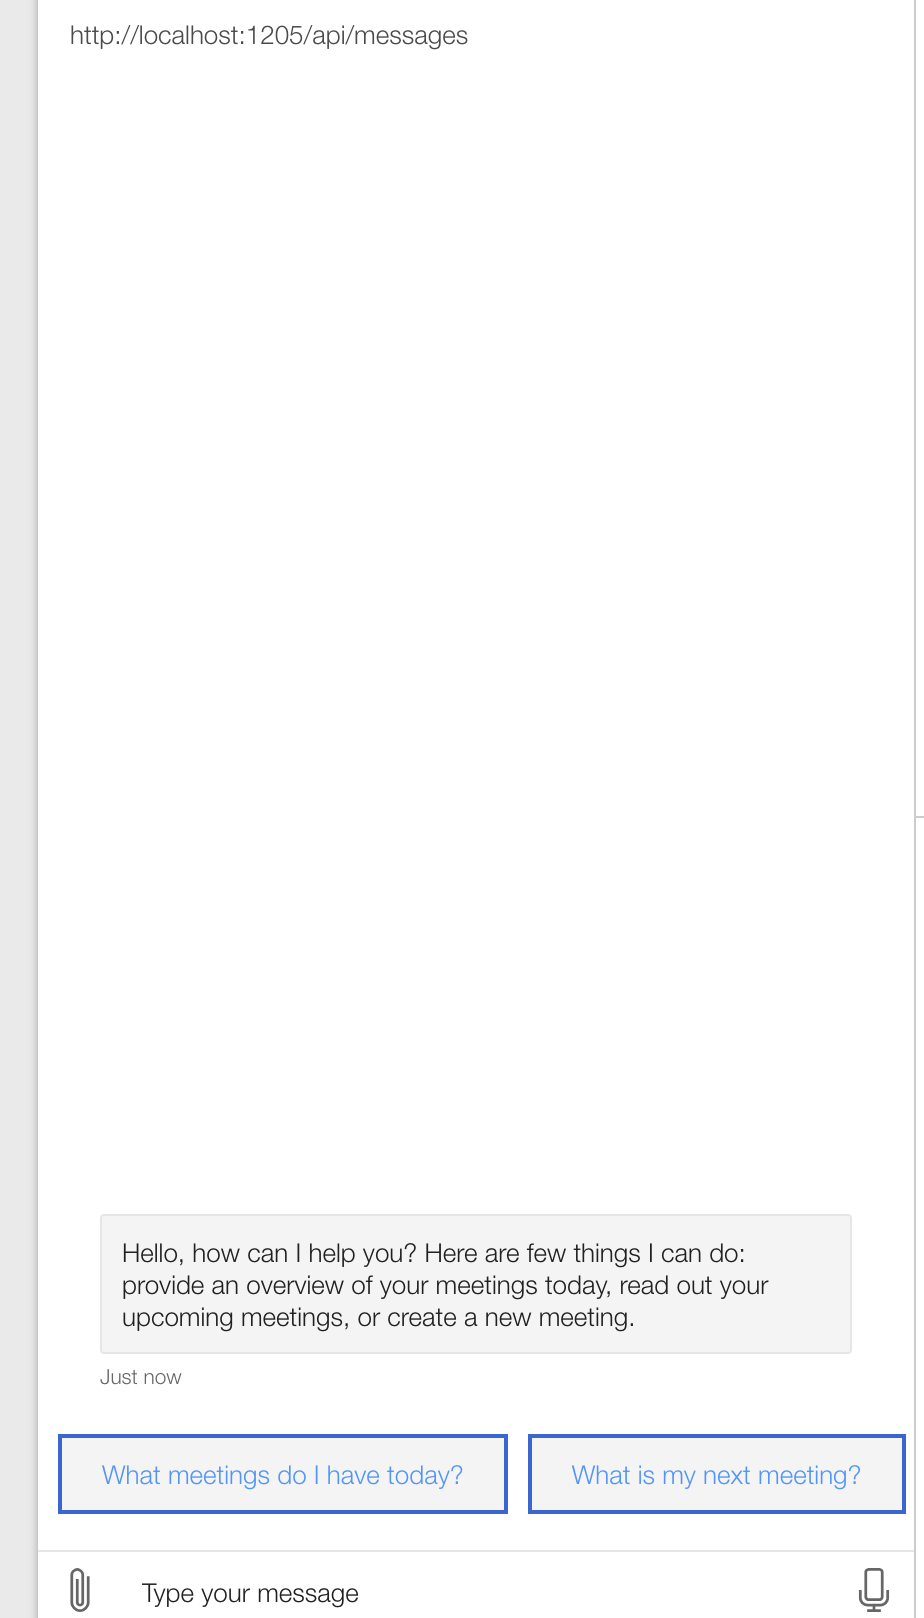 http://localhost:1205/api/messages
Hello, how can I help you? Here are few things I can do:
provide an overview of your meetings today, read out your
upcoming meetings, or create a new meeting.
Just now
What meetings do I have today?
What is my next meeting?
Type your message